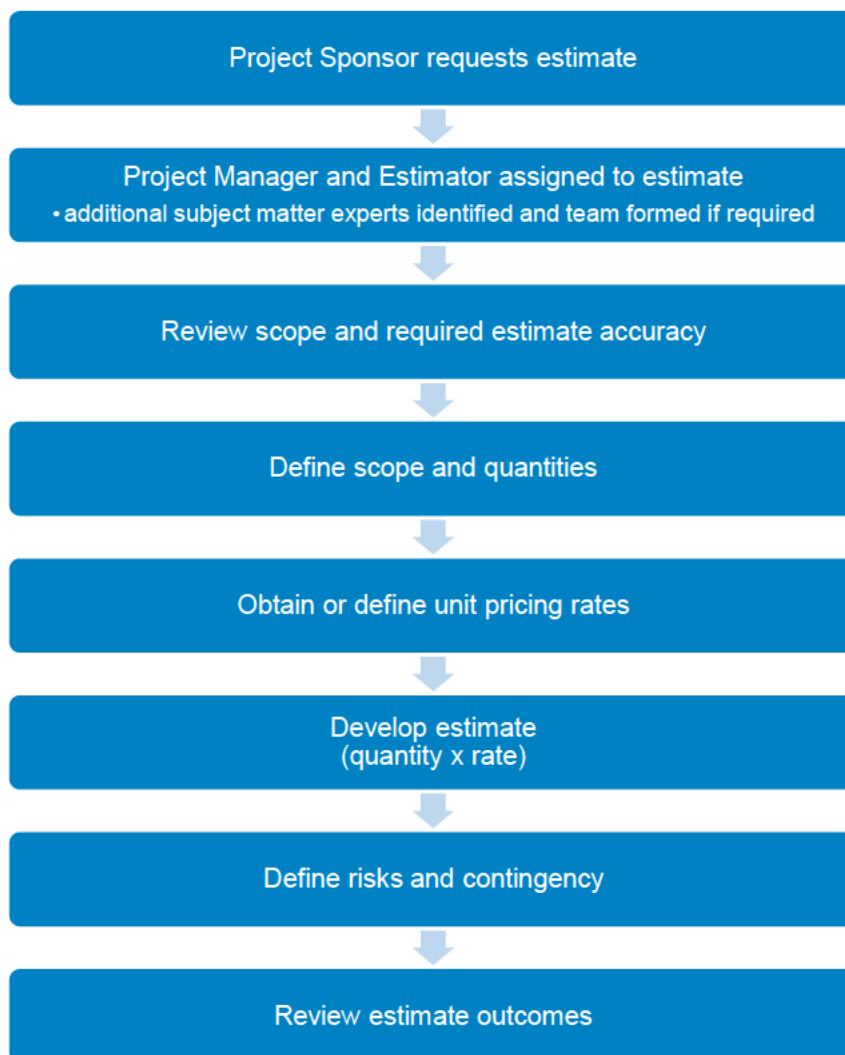 Project Sponsor requests estimate
Project Manager and Estimator assigned to estimate
• additional subject matter experts identified and team formed if required
Review scope and required estimate accuracy
Define scope and quantities
Obtain or define unit pricing rates
Develop estimate
(quantity x rate)
Define risks and contingency
Review estimate outcomes